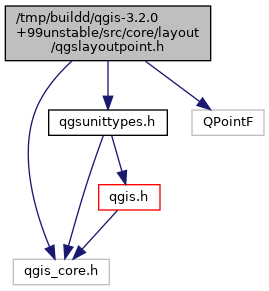 /tmp/buildd/qgis-3.2.0
+99unstable/src/core/layout
/qgslayoutpoint.h
qgsunittypes.h
QPointF
qgis.h
qgis_core.h